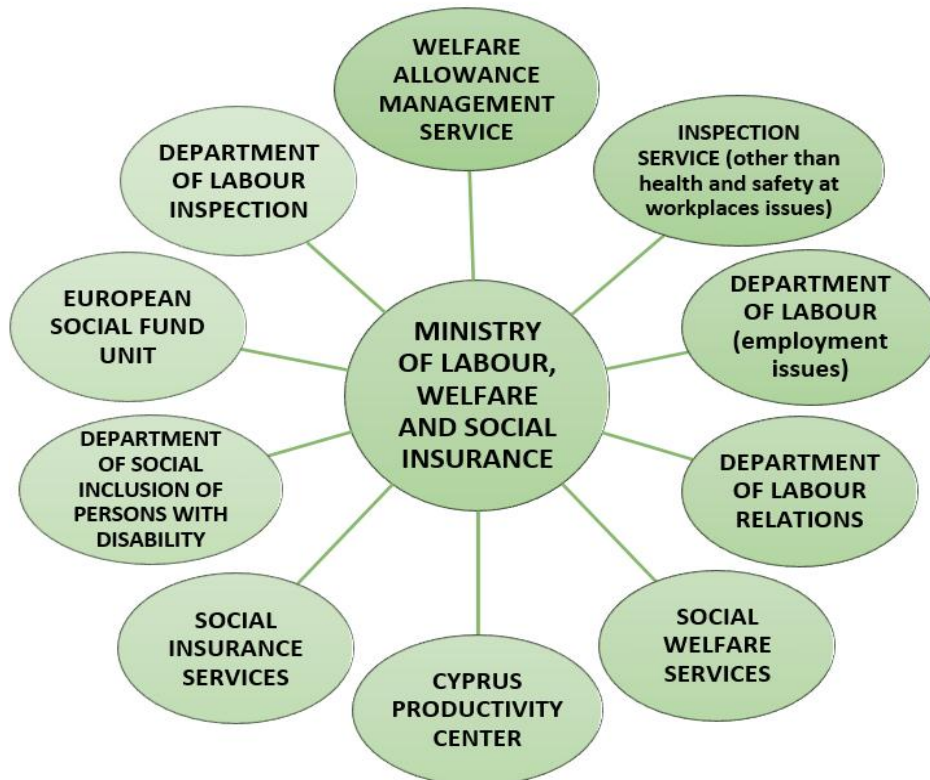 WELFARE
ALLOWANCE
MANAGEMENT
SERVICE
INSPECTION
SERVICE (other than
health and safety at
workplaces issues)
DEPARTMENT
OF LABOUR
(employment
issues)
DEPARTMENT
OF LABOUR
RELATIONS
SOCIAL
WELFARE
SERVICES
CYPRUS
PRODUCTIVITY
CENTER
SOCIAL
INSURANCE
SERVICES
DEPARTMENT
OF SOCIAL
INCLUSION OF
PERSONS WITH
DISABILITY
EUROPEAN
SOCIAL FUND
UNIT
DEPARTMENT
OF LABOUR
INSPECTION
MINISTRY
OF LABOUR,
WELFARE
AND SOCIAL
INSURANCE